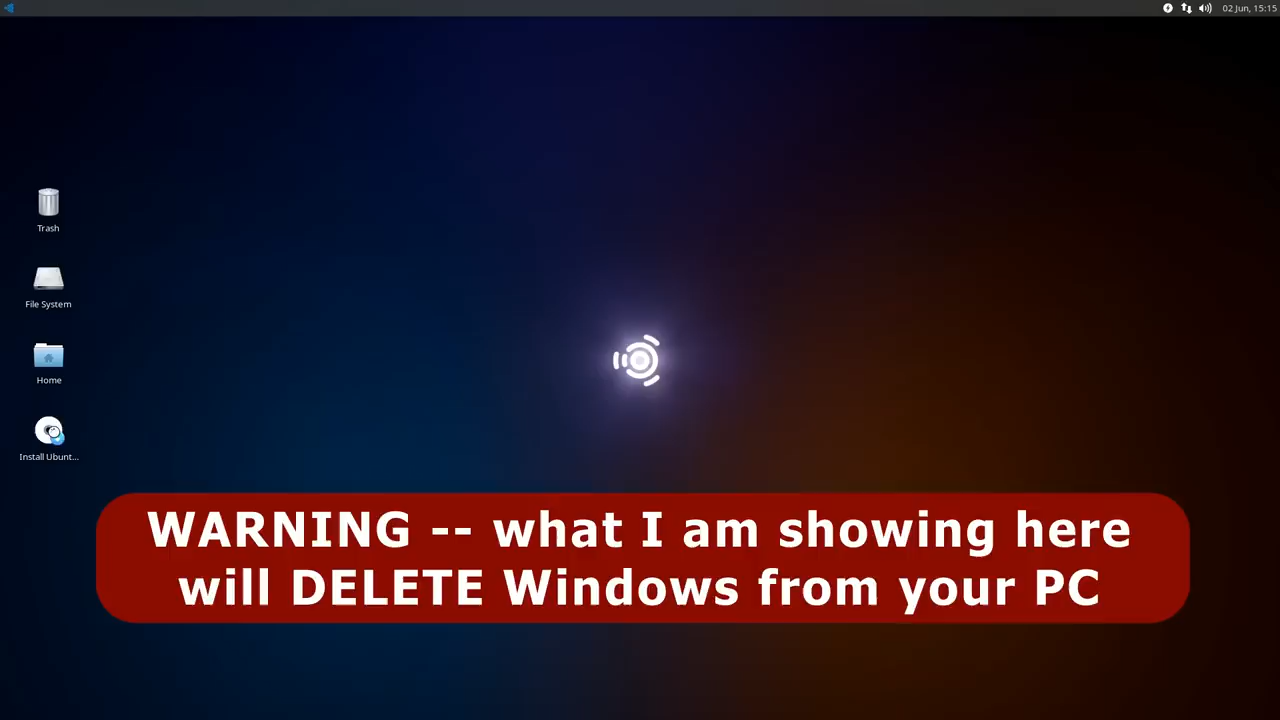 02 Jun, 15:15
Trash
File System
Home
Install Ubunt...
WARNING -- what I am showing here
will DELETE Windows from your PC